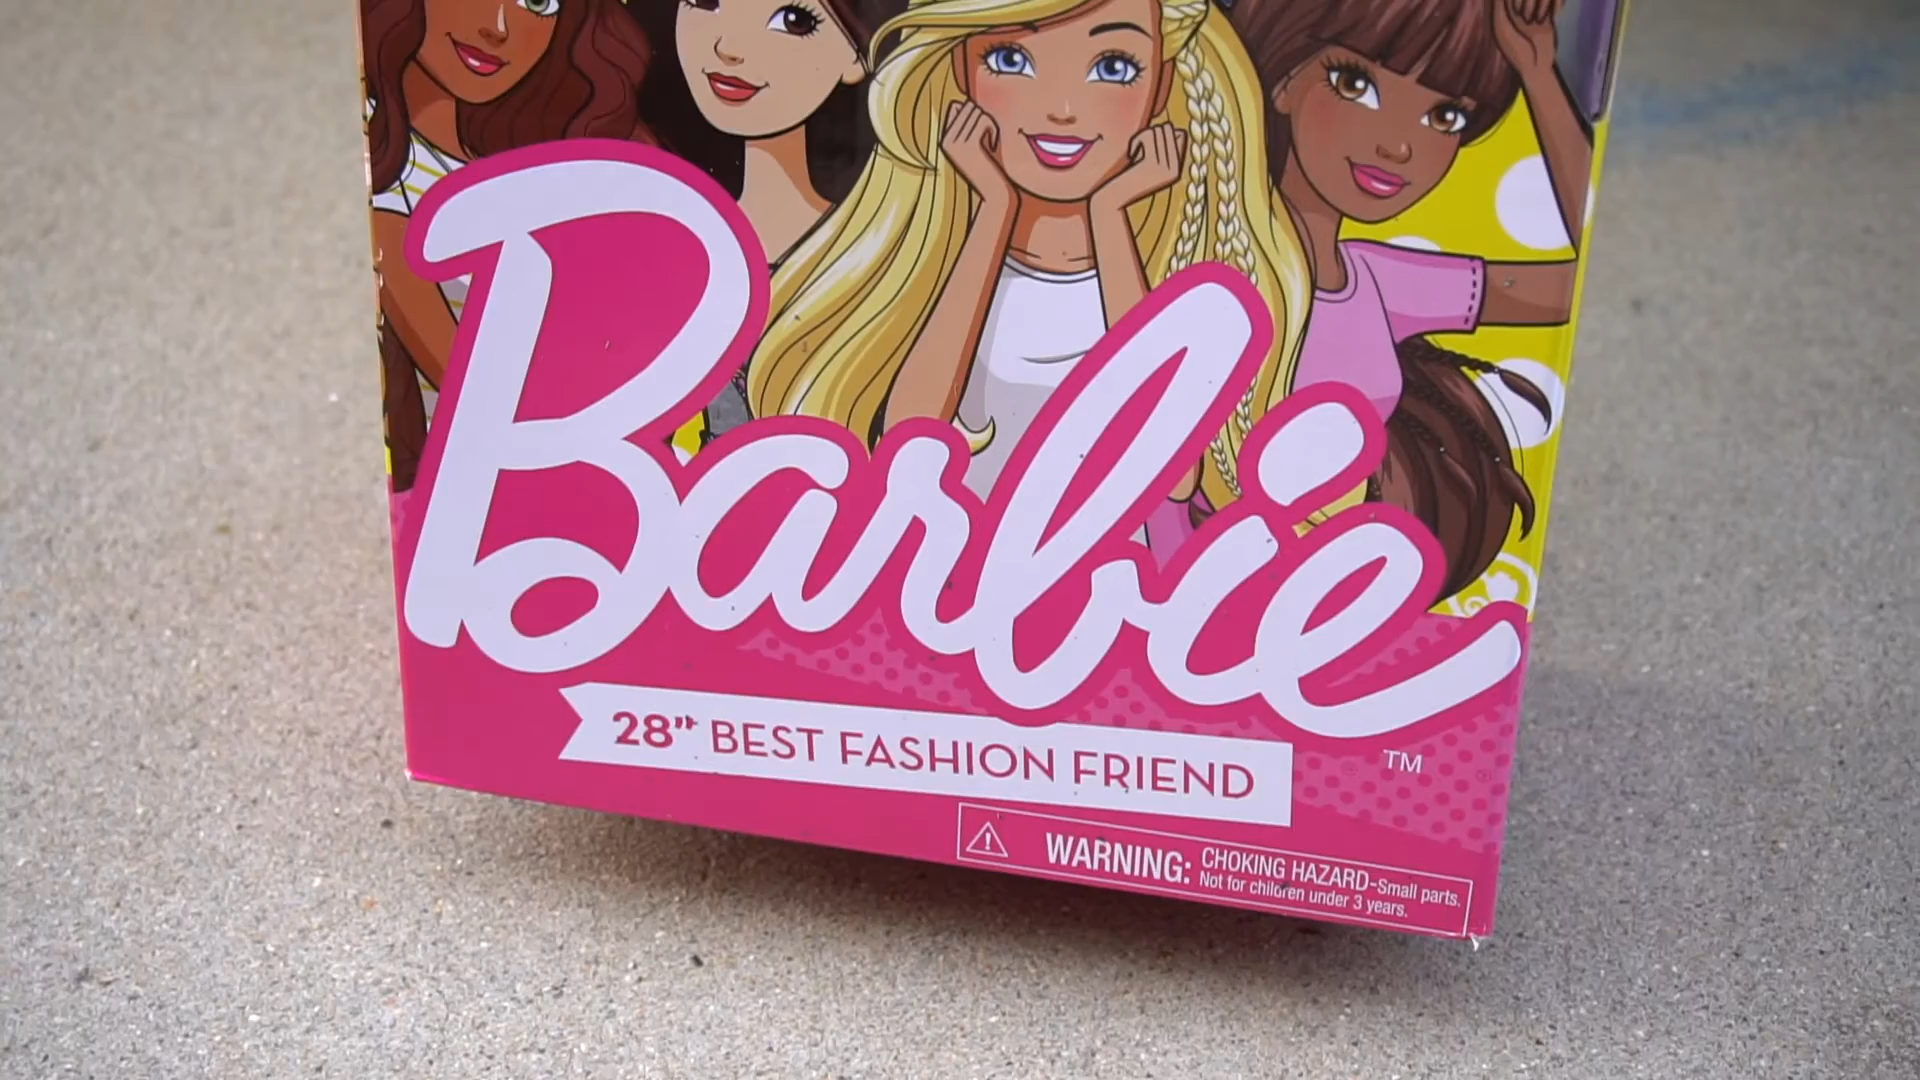 Barbie
TM
28" BEST FASHION FRIEND
WARNING: CHOKING HAZARD-Small parts.
Not for children under 3 years.